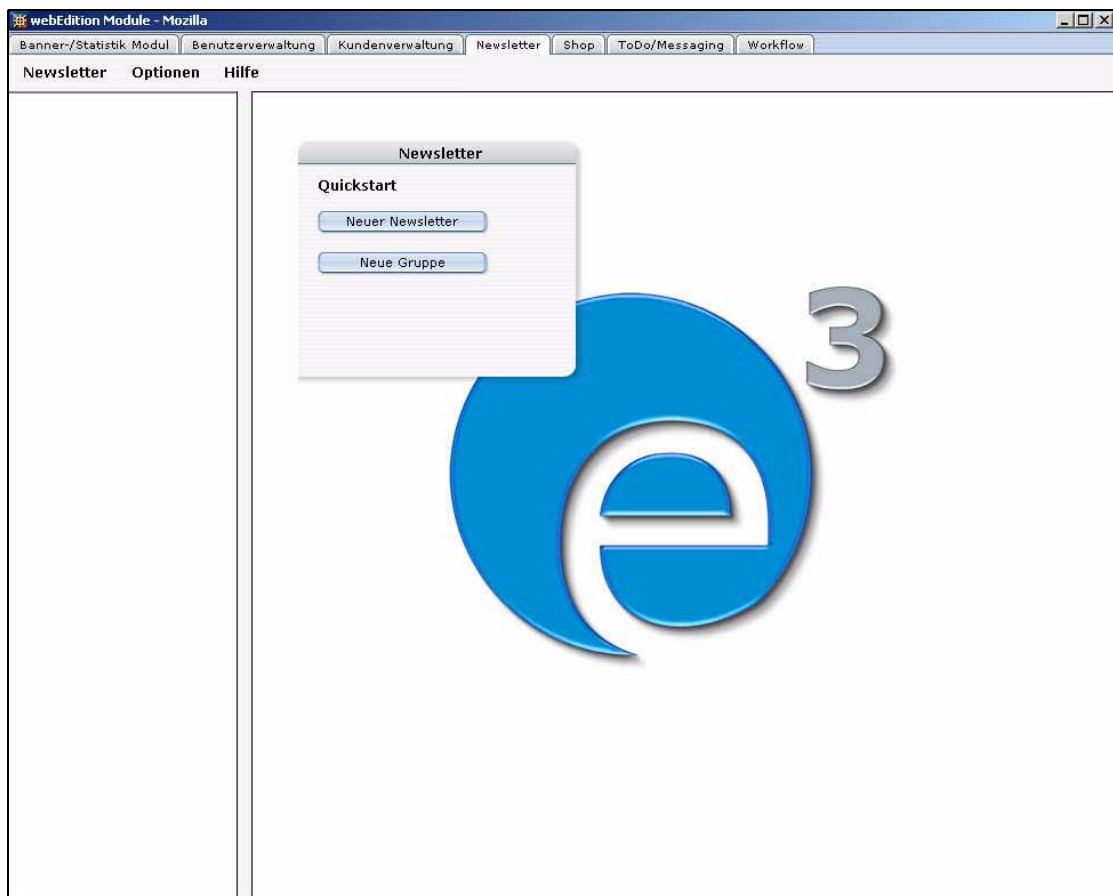 webEdition Module - Mozilla
Banner-/Statistik Modul Benutzerverwaltung Kundenverwaltung Newsletter Shop ToDo/Messaging Workflow
Newsletter Optionen Hilfe
Newsletter
Quickstart
Neuer Newsletter
Neue Gruppe
e
3